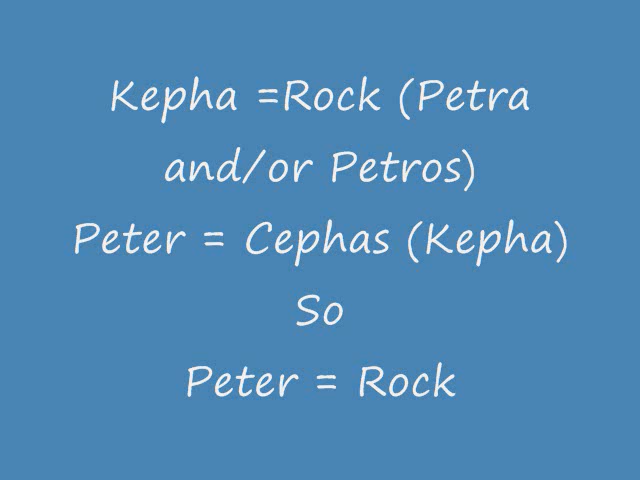 Kepha =Rock (Petra
and/or Petros)
Peter = Cephas (Kepha)
So
Peter = Rock